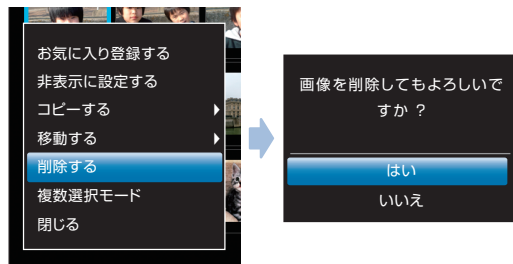 お気に入り登録する
非表示に設定する
コピーする
移動する
削除する
複数選択モード
閉じる
画像を削除してもよろしいで
すか ?
はい
いいえ